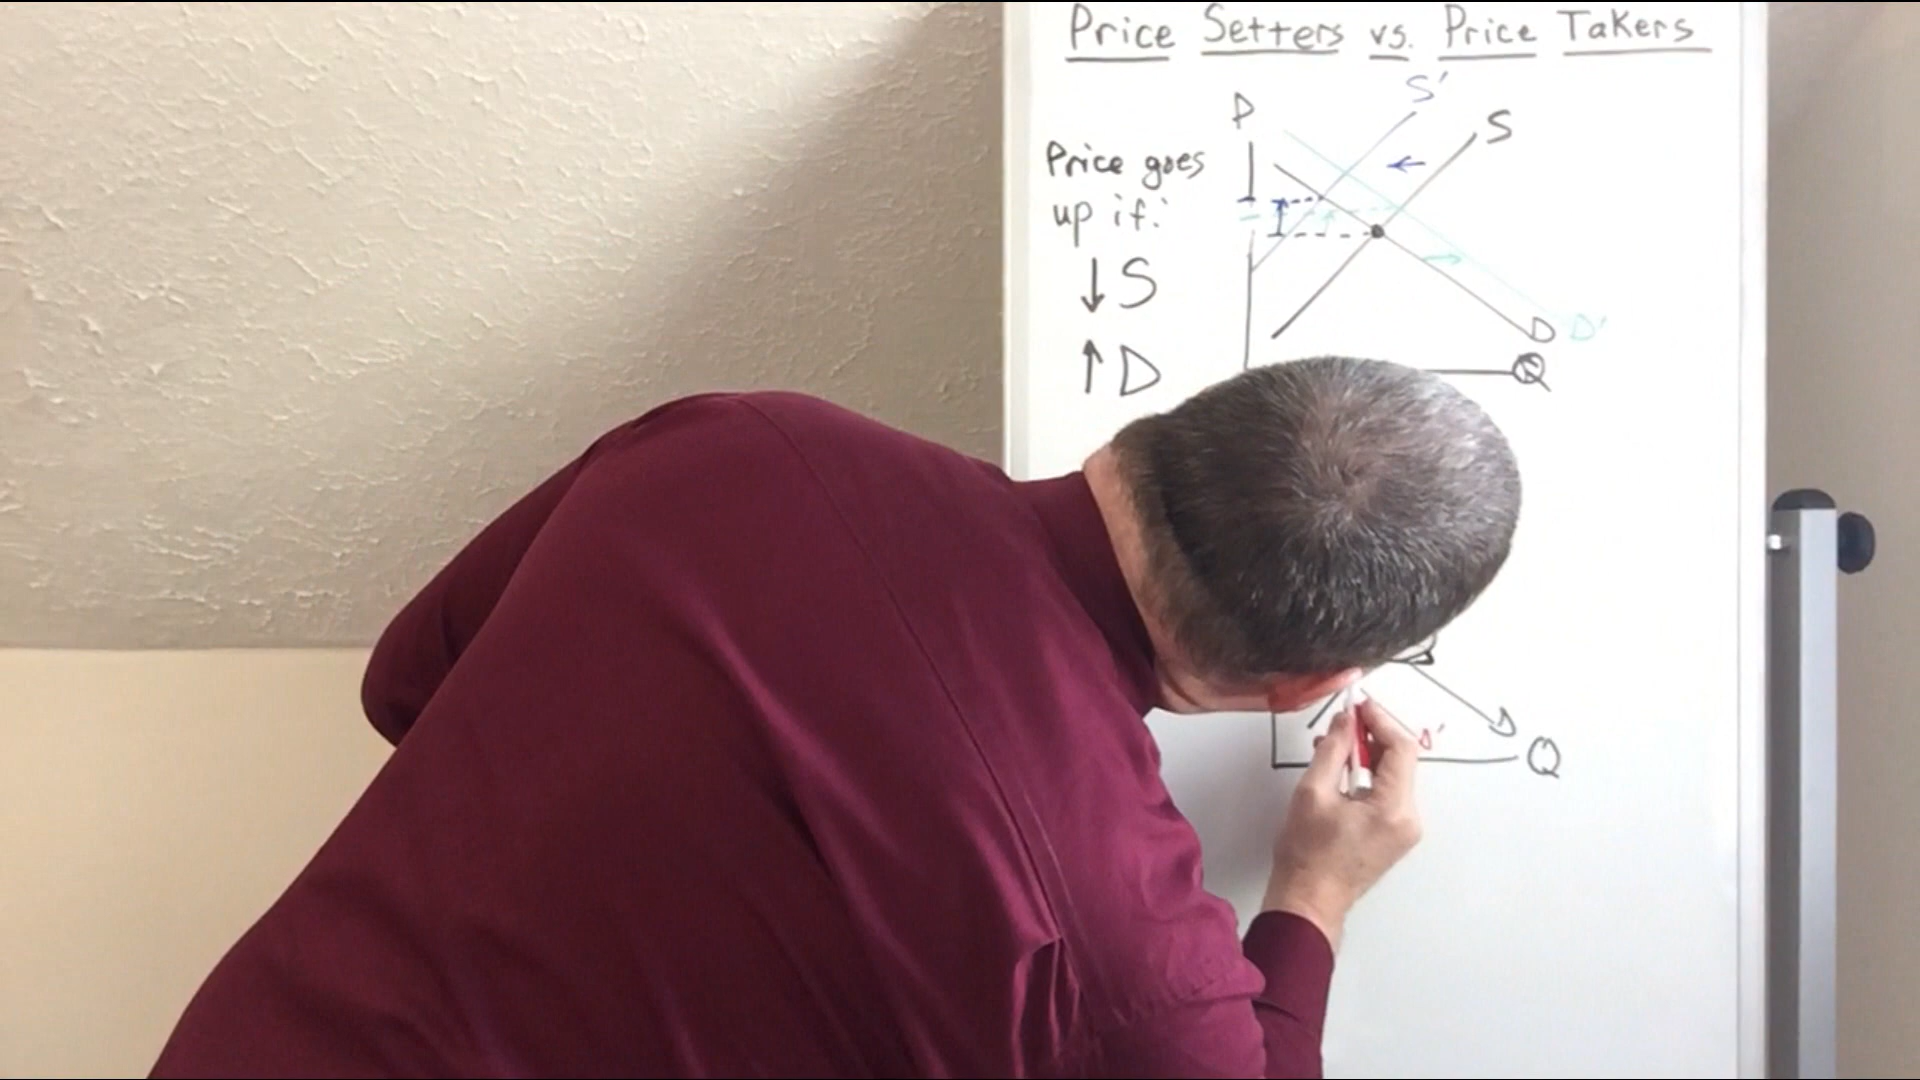 Price Setters vs. Price Takers
S'
P
S
Price goes
up if:
↓ S
D
D'
↑ D
Q
D
D'
Q